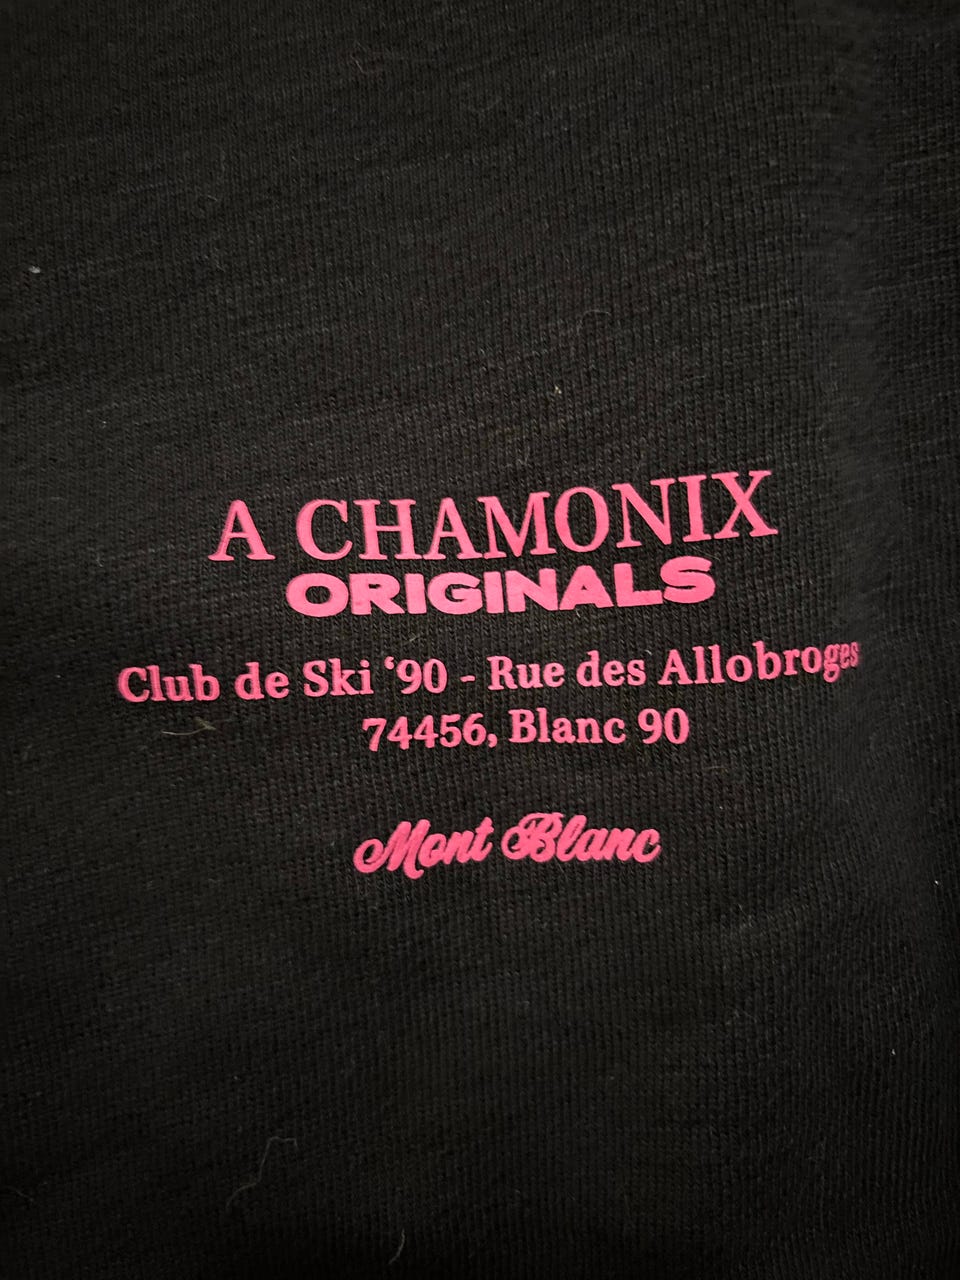 A CHAMONIX
ORIGINALS
Club de Ski ‘90 - Rue des Allobroges
74456, Blanc 90
Mont Blanc